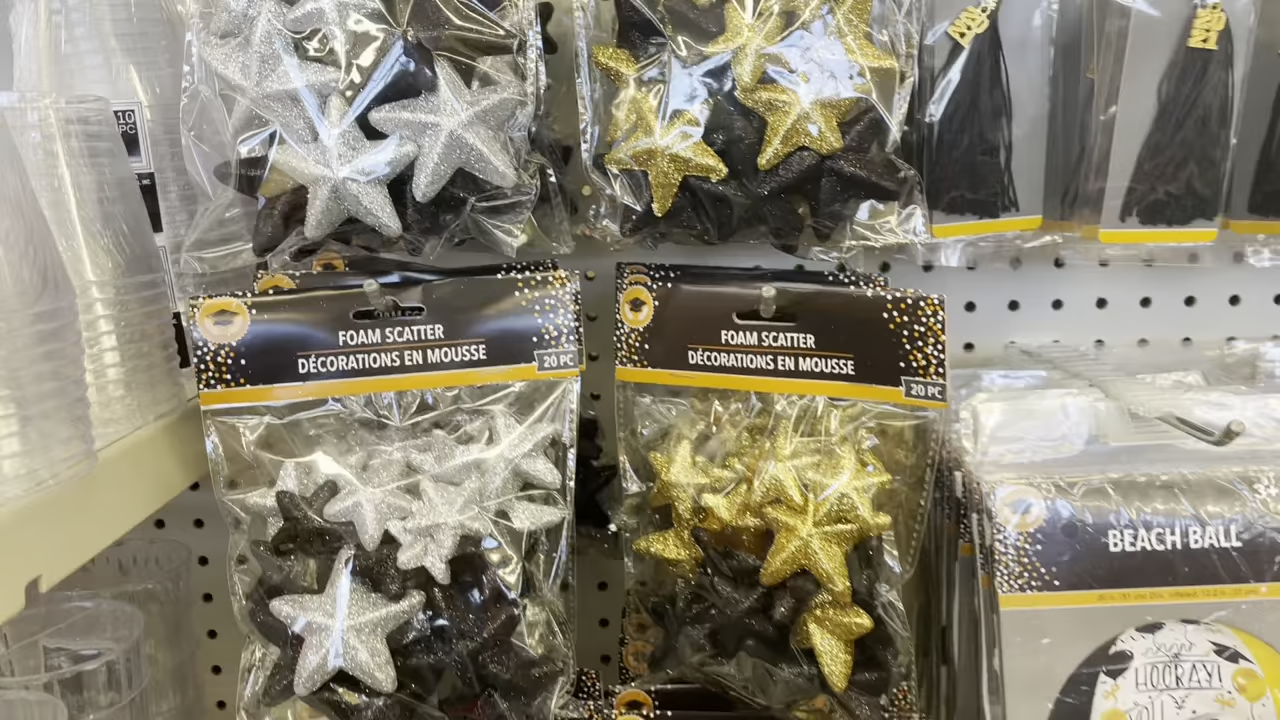 10
PC
FOAM SCATTER
DÉCORATIONS EN MOUSSE
20 PC
FOAM SCATTER
DÉCORATIONS EN MOUSSE
20 PC
BEACH BALL
HOORAY!